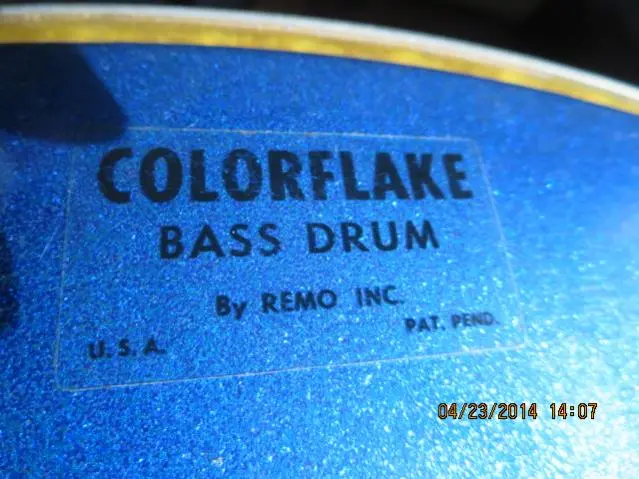 COLORFLAKE
BASS DRUM
By REMO INC.
PAT. PEND.
U. S. A.
04/23/2014 14:07